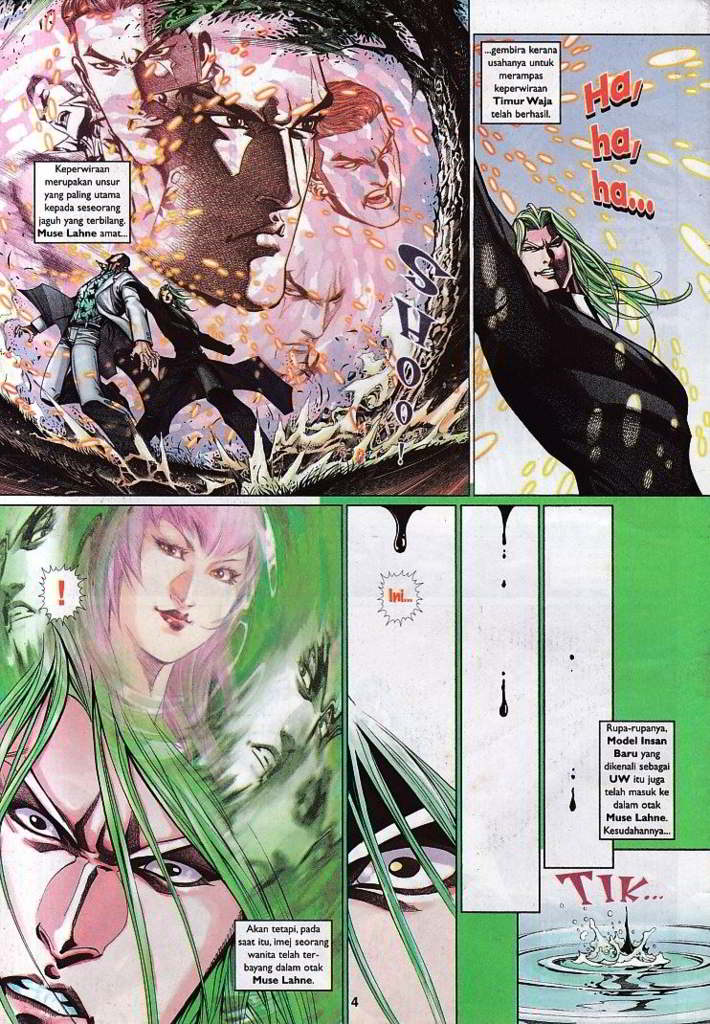 Keperwiraan
merupakan unsur
yang paling utama
kepada seseorang
jaguh yang terbilang.
Muse Lahne amat...
SHOO!
...gembira kerana
usahanya untuk
merampas
keperwiraan
Timur Waja
telah berhasil.
Ha,
ha,
ha...
!
Akan tetapi, pada
saat itu, imej seorang
wanita telah ter-
bayang dalam otak
Muse Lahne.
Ini...
Rupa-rupanya,
Model Insan
Baru yang
dikenali sebagai
UW itu juga
telah masuk ke
dalam otak
Muse Lahne.
Kesudahannya...
TIK...
4